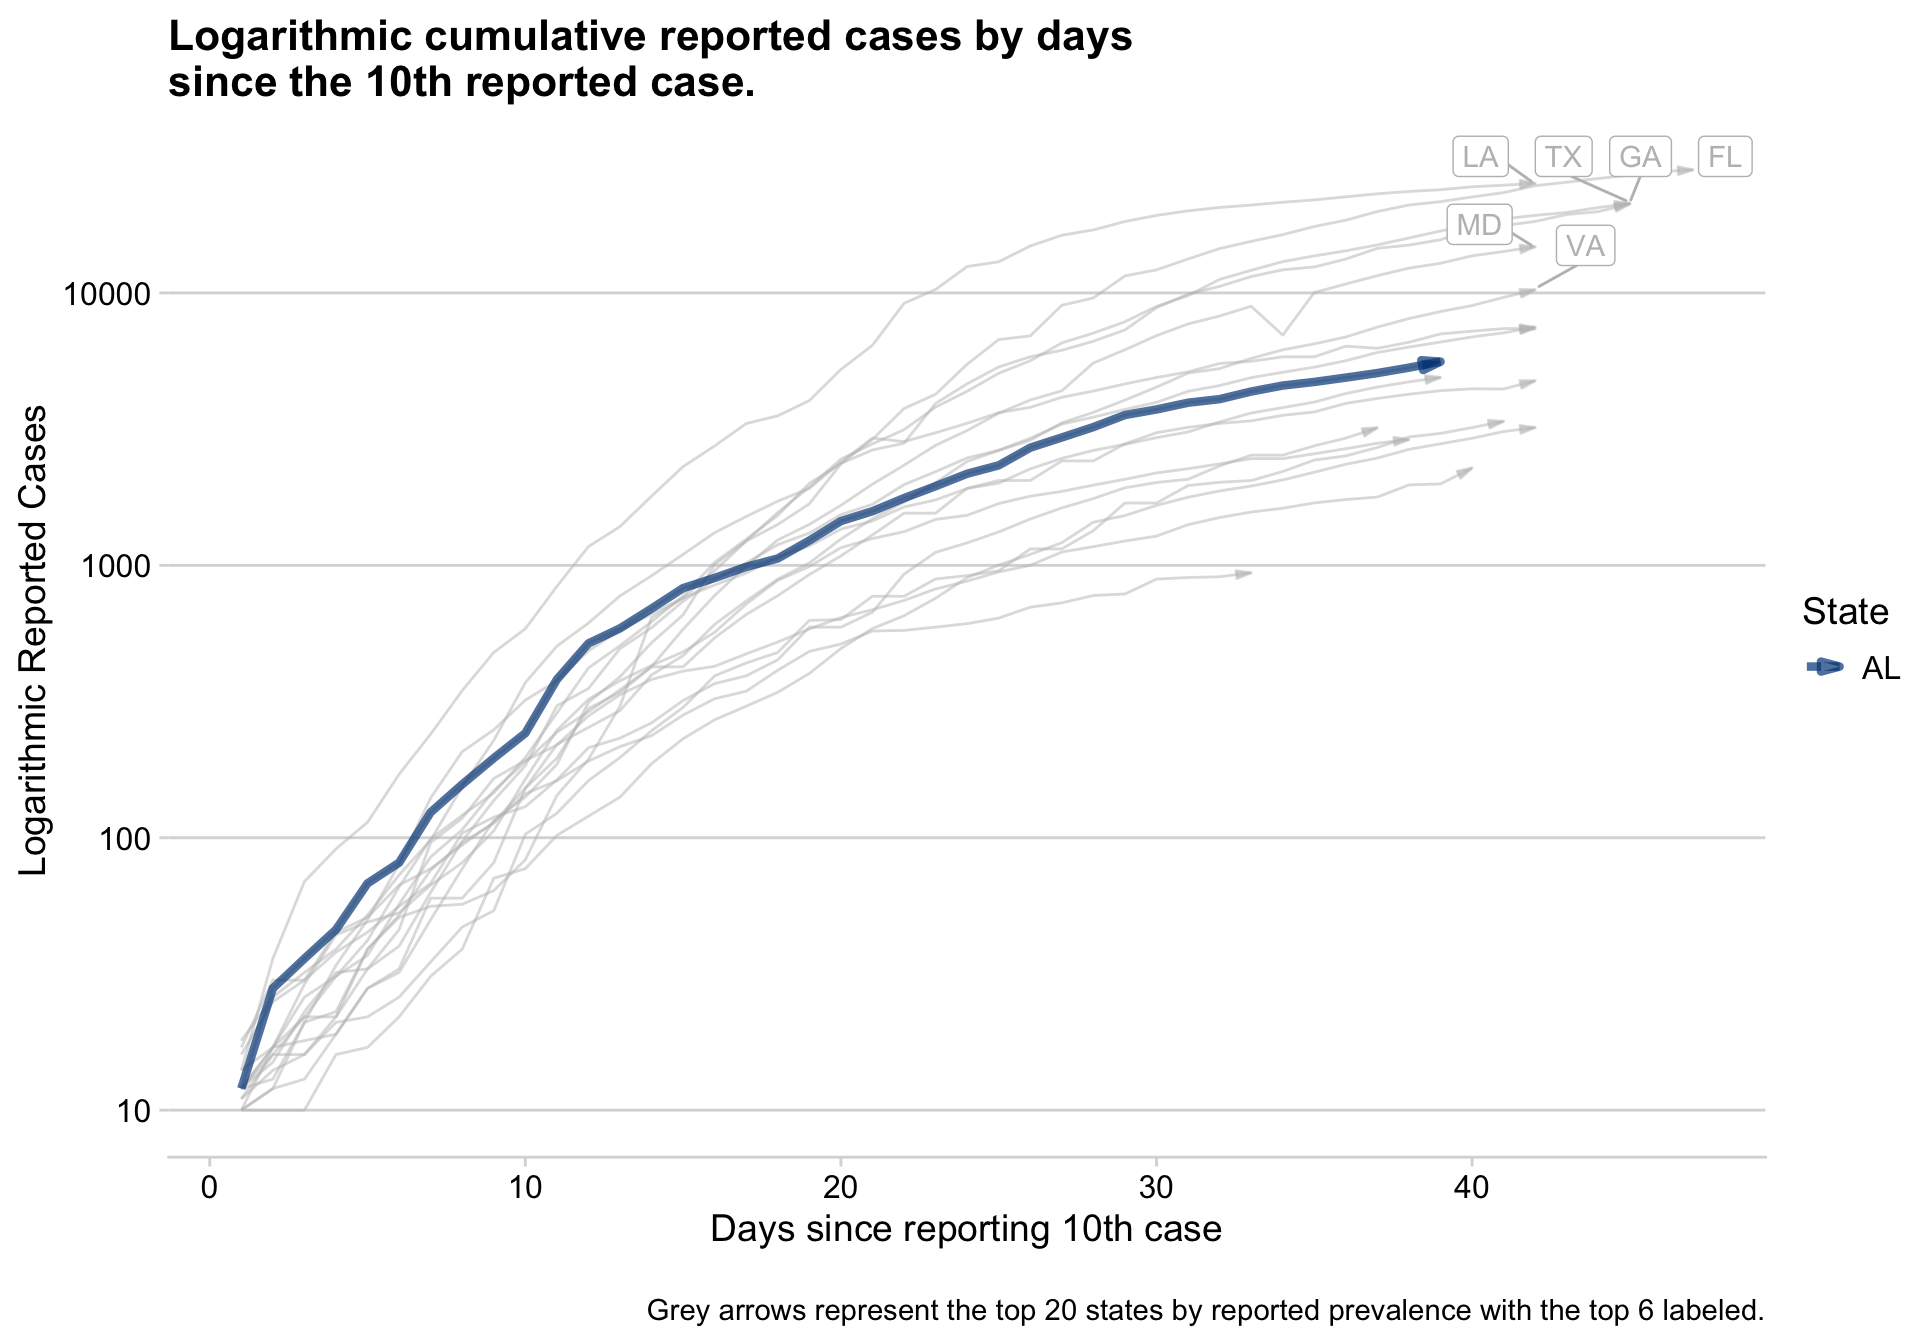 Logarithmic cumulative reported cases by days
since the 10th reported case.
LA TX GA FL
MD
VA
10000
1000
100
10
Logarithmic Reported Cases
State
AL
0 10 20 30 40
Days since reporting 10th case
Grey arrows represent the top 20 states by reported prevalence with the top 6 labeled.